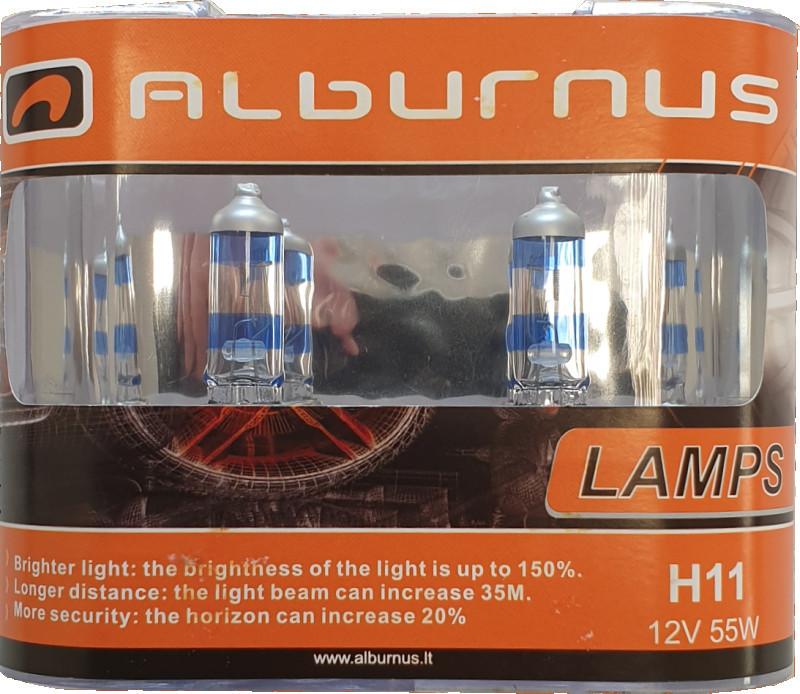 ALBURNUS
LAMPS
Brighter light: the brightness of the light is up to 150%.
Longer distance: the light beam can increase 35M.
More security: the horizon can increase 20%
H11
12V 55W
www.alburnus.lt